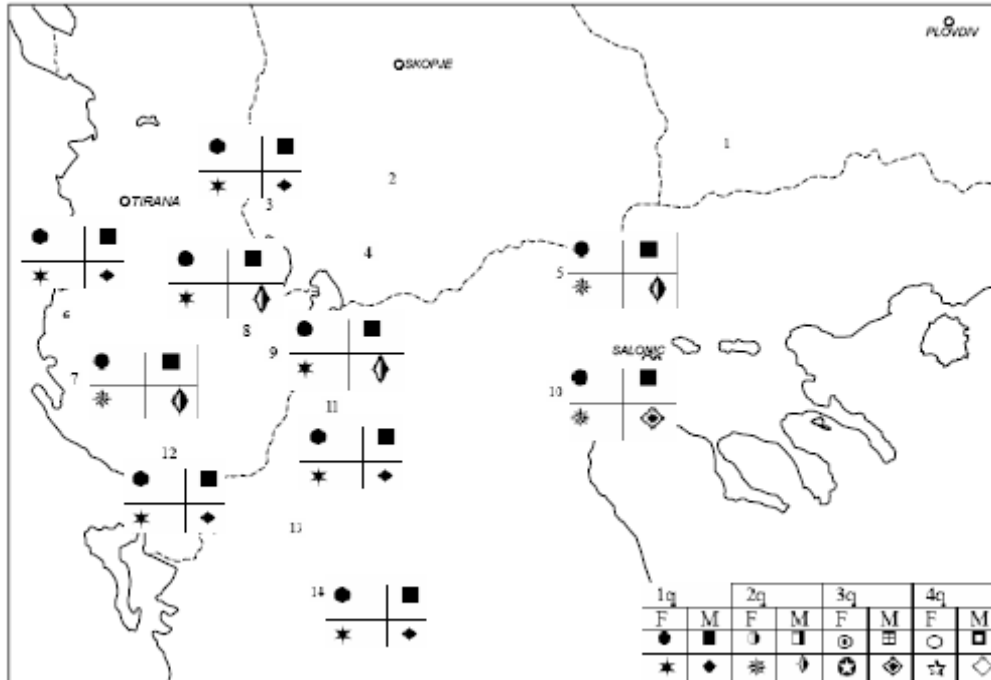 PLOVDIV
SKOPJE
1
2
TIRANA
3
4
5
6
8
SALONIC
9
7
10
11
12
13
14
1q 2q 3q 4q
F M F M F M F M